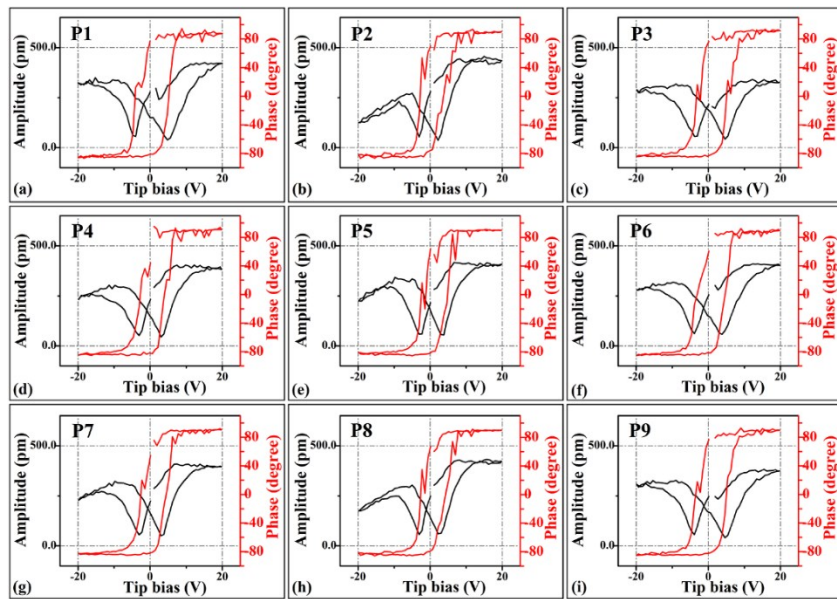 P1
Amplitude (pm)
500.0
0.0
80
40
0
-40
-80
Phase (degree)
-20 0 20
(a) Tip bias (V)
P2
Amplitude (pm)
500.0
0.0
80
40
0
-40
-80
Phase (degree)
-20 0 20
(b) Tip bias (V)
P3
Amplitude (pm)
500.0
0.0
80
40
0
-40
-80
Phase (degree)
-20 0 20
(c) Tip bias (V)
P4
Amplitude (pm)
500.0
0.0
80
40
0
-40
-80
Phase (degree)
-20 0 20
(d) Tip bias (V)
P5
Amplitude (pm)
500.0
0.0
80
40
0
-40
-80
Phase (degree)
-20 0 20
(e) Tip bias (V)
P6
Amplitude (pm)
500.0
0.0
80
40
0
-40
-80
Phase (degree)
-20 0 20
(f) Tip bias (V)
P7
Amplitude (pm)
500.0
0.0
80
40
0
-40
-80
Phase (degree)
-20 0 20
(g) Tip bias (V)
P8
Amplitude (pm)
500.0
0.0
80
40
0
-40
-80
Phase (degree)
-20 0 20
(h) Tip bias (V)
P9
Amplitude (pm)
500.0
0.0
80
40
0
-40
-80
Phase (degree)
-20 0 20
(i) Tip bias (V)